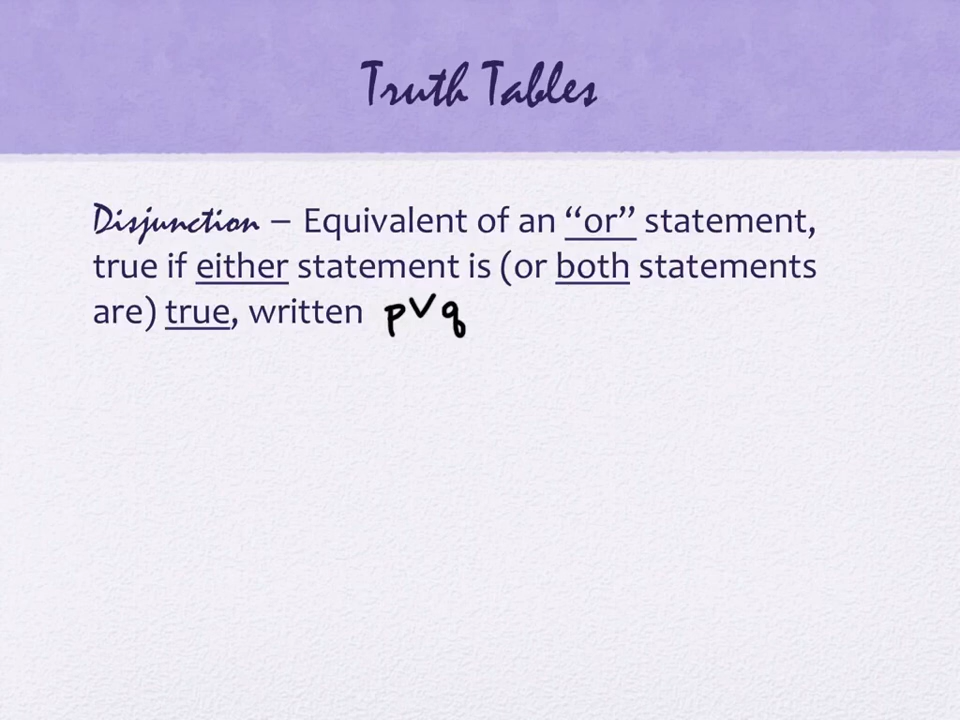 Truth Tables
Disjunction – Equivalent of an “or” statement,
true if either statement is (or both statements
are) true, written p∨q